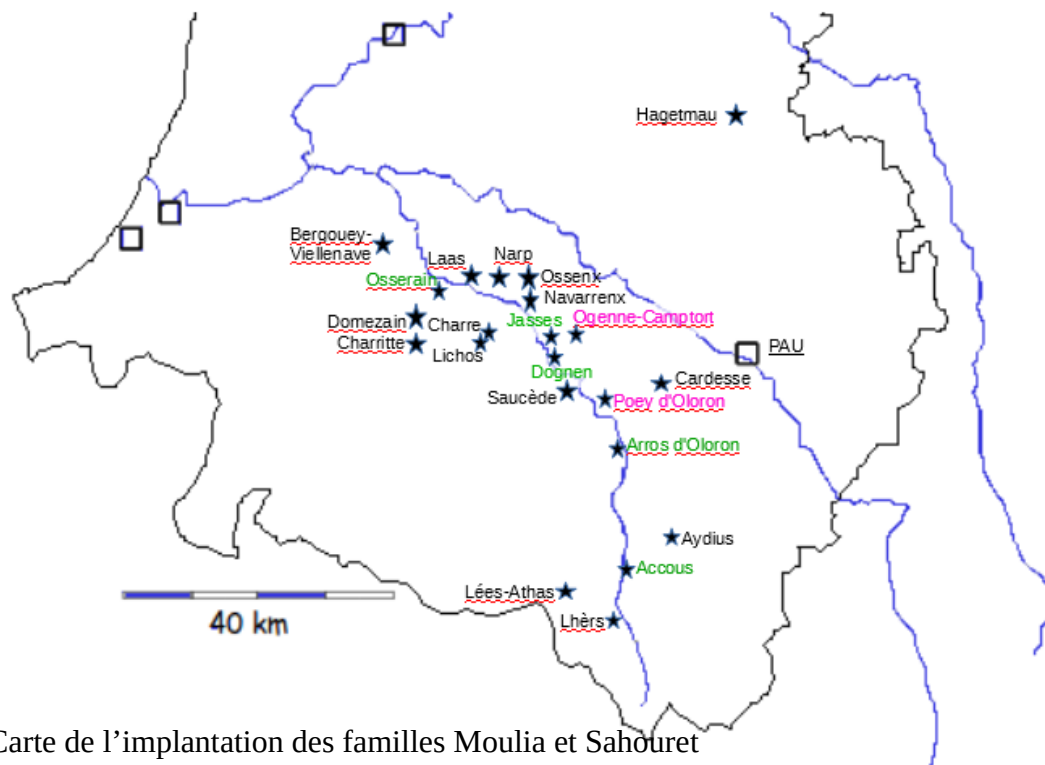 Hagetmau
Bergouey-
Viellenave
Laas
Narp
Osserain
Ossenx
Navarrenx
Domezain
Charre
Jasses
Ogenne-Camptort
Charritte
Lichos
PAU
Dognen
Cardesse
Saucède
Poey d'Oloron
Arros d'Oloron
Aydius
Accous
Lées-Athas
Lhèrs
40 km
Carte de l’implantation des familles Moulia et Sahouret